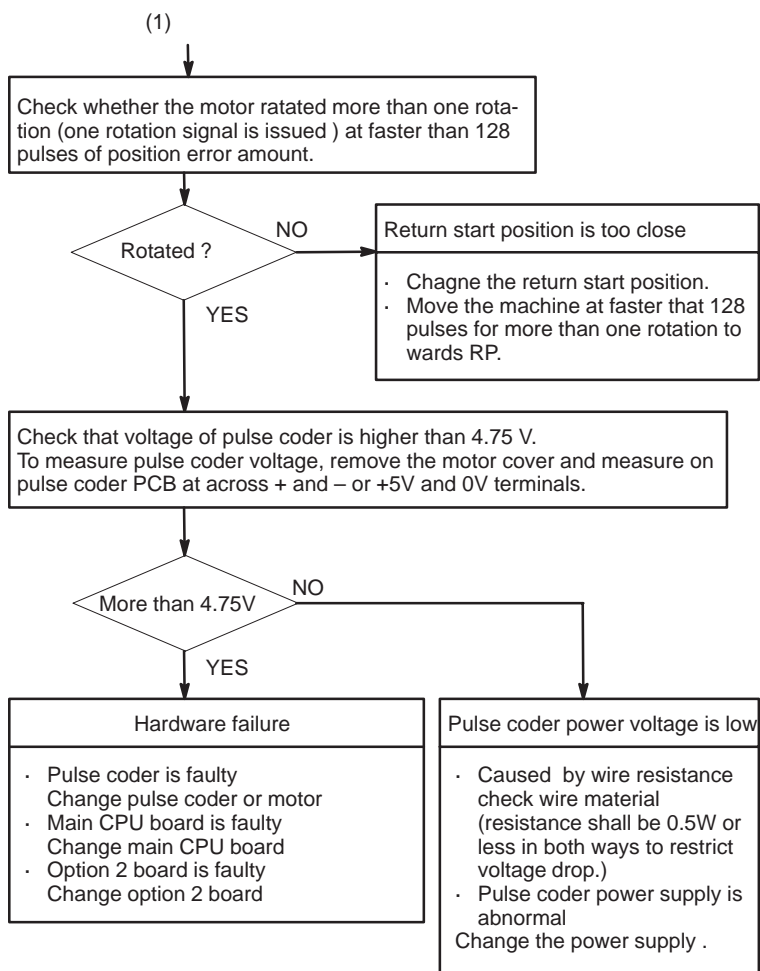 (1)
Check whether the motor ratated more than one rota-
tion (one rotation signal is issued ) at faster than 128
pulses of position error amount.
Rotated ?
NO
YES
Return start position is too close
· Chagne the return start position.
· Move the machine at faster that 128
pulses for more than one rotation to
wards RP.
Check that voltage of pulse coder is higher than 4.75 V.
To measure pulse coder voltage, remove the motor cover and measure on
pulse coder PCB at across + and – or +5V and 0V terminals.
More than 4.75V
NO
YES
Hardware failure
· Pulse coder is faulty
Change pulse coder or motor
· Main CPU board is faulty
Change main CPU board
· Option 2 board is faulty
Change option 2 board
Pulse coder power voltage is low
· Caused by wire resistance
check wire material
(resistance shall be 0.5W or
less in both ways to restrict
voltage drop.)
· Pulse coder power supply is
abnormal
Change the power supply .